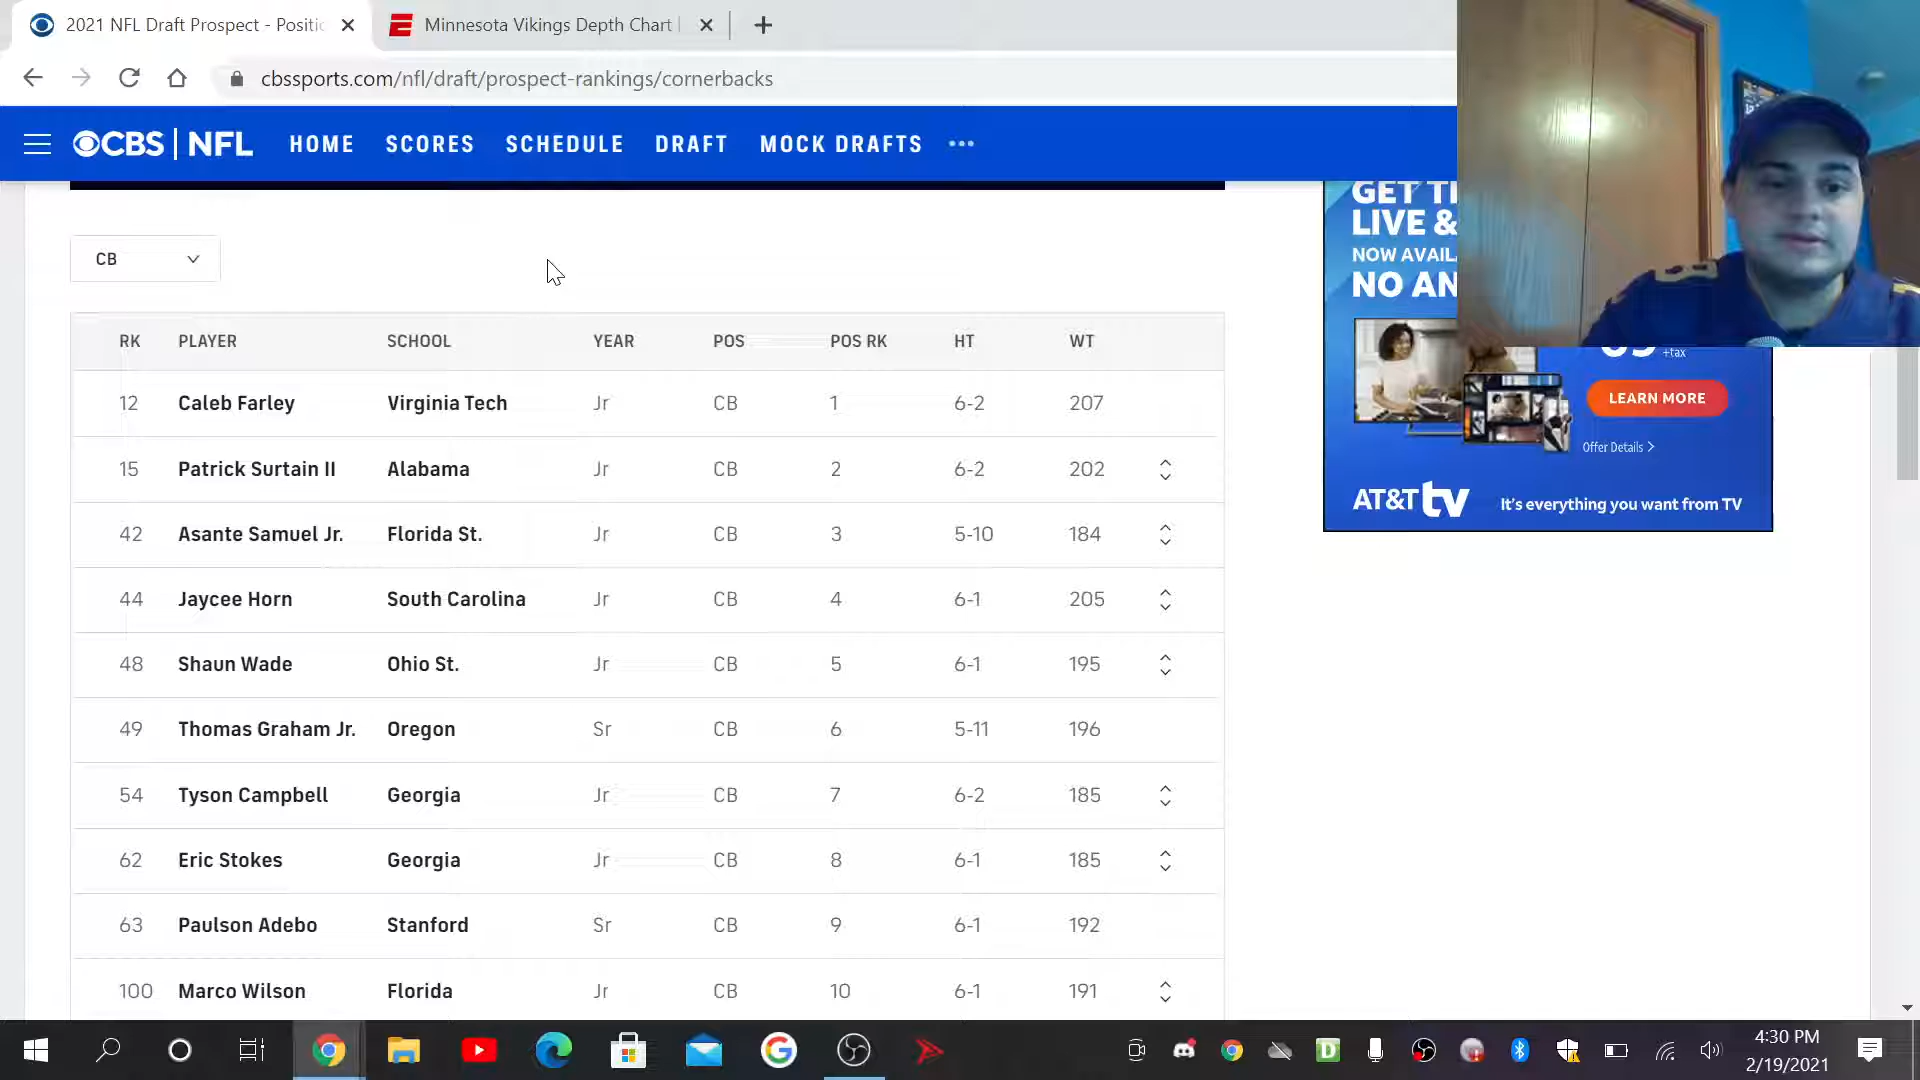 2021 NFL Draft Prospect - Positic
Minnesota Vikings Depth Chart |
cbssports.com/nfl/draft/prospect-rankings/cornerbacks
CBS | NFL HOME SCORES SCHEDULE DRAFT MOCK DRAFTS
CB
RK PLAYER SCHOOL YEAR POS POS RK HT WT
12 Caleb Farley Virginia Tech Jr CB 1 6-2 207
15 Patrick Surtain II Alabama Jr CB 2 6-2 202
42 Asante Samuel Jr. Florida St. Jr CB 3 5-10 184
44 Jaycee Horn South Carolina Jr CB 4 6-1 205
48 Shaun Wade Ohio St. Jr CB 5 6-1 195
49 Thomas Graham Jr. Oregon Sr CB 6 5-11 196
54 Tyson Campbell Georgia Jr CB 7 6-2 185
62 Eric Stokes Georgia Jr CB 8 6-1 185
63 Paulson Adebo Stanford Sr CB 9 6-1 192
100 Marco Wilson Florida Jr CB 10 6-1 191
GET T
LIVE &
NOW AVAIL
NO AN
+tax
LEARN MORE
Offer Details >
AT&T tv It's everything you want from TV
4:30 PM
2/19/2021